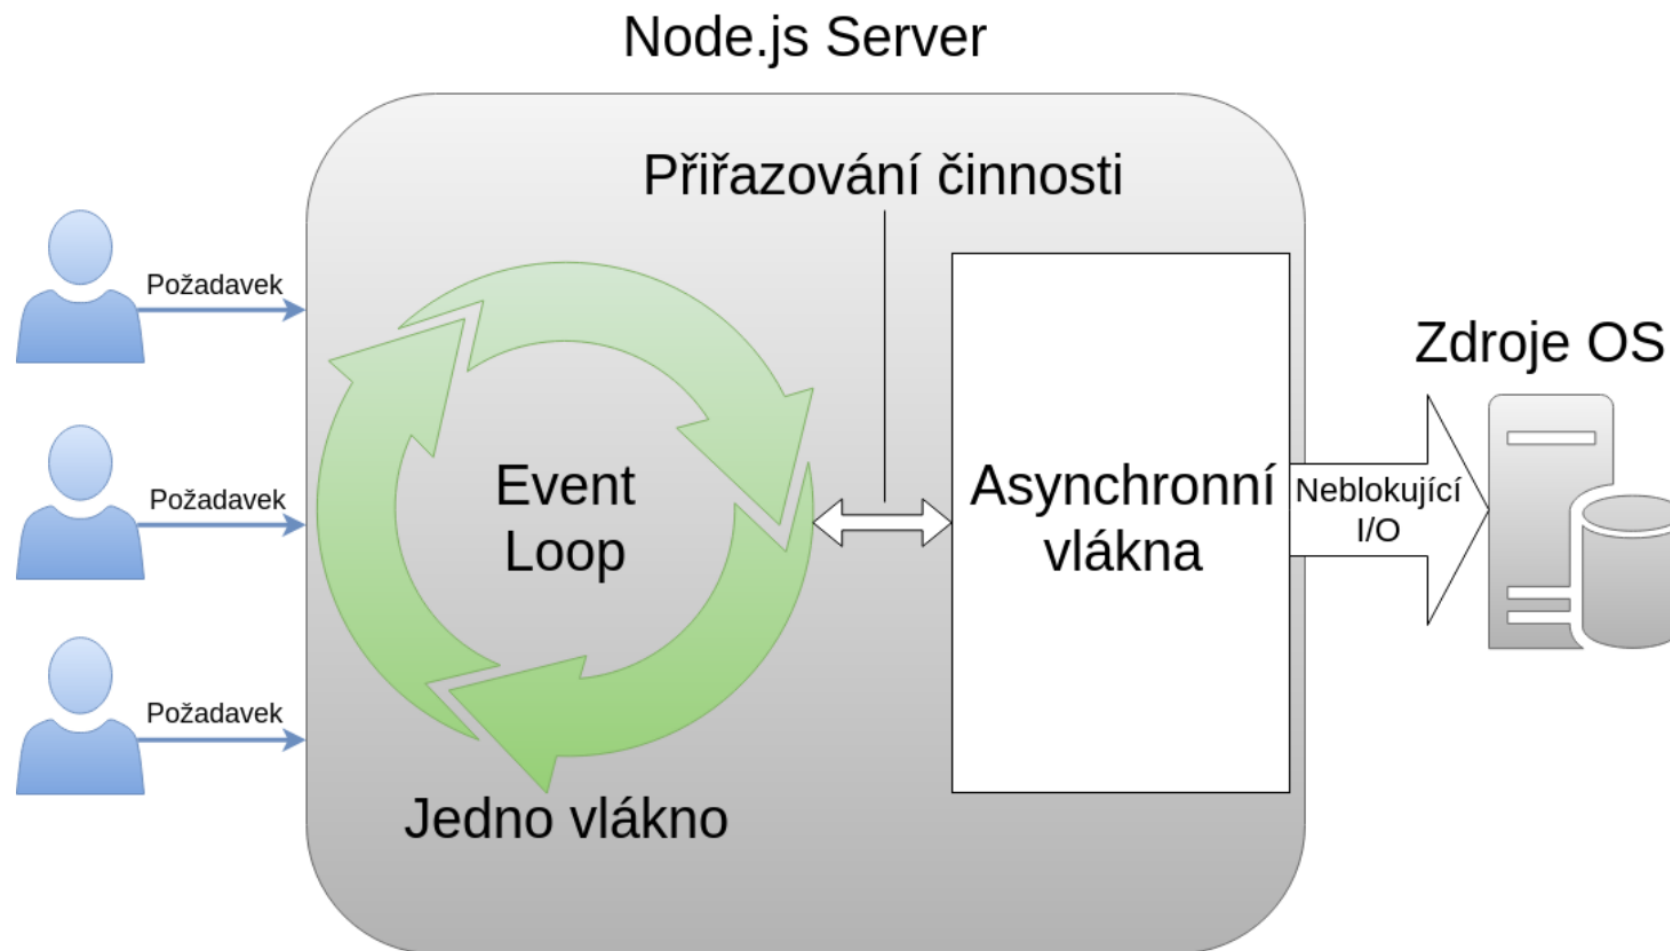 Node.js Server
Přiřazování činnosti
Požadavek
Požadavek
Požadavek
Event
Loop
Jedno vlákno
Asynchronní
vlákna
Neblokující
I/O
Zdroje OS